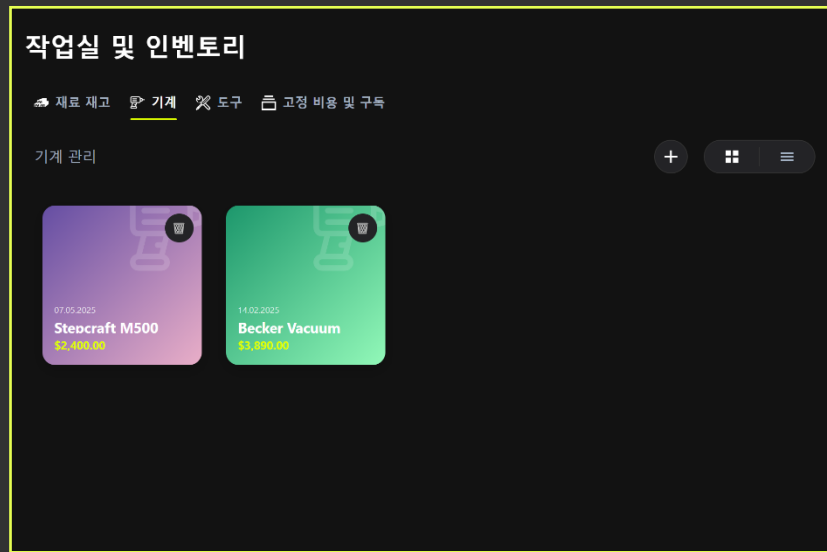 작업실 및 인벤토리
재료 재고 기계 도구 고정 비용 및 구독
기계 관리
07.05.2025
Stepcraft M500
$2,400.00
14.02.2025
Becker Vacuum
$3,890.00